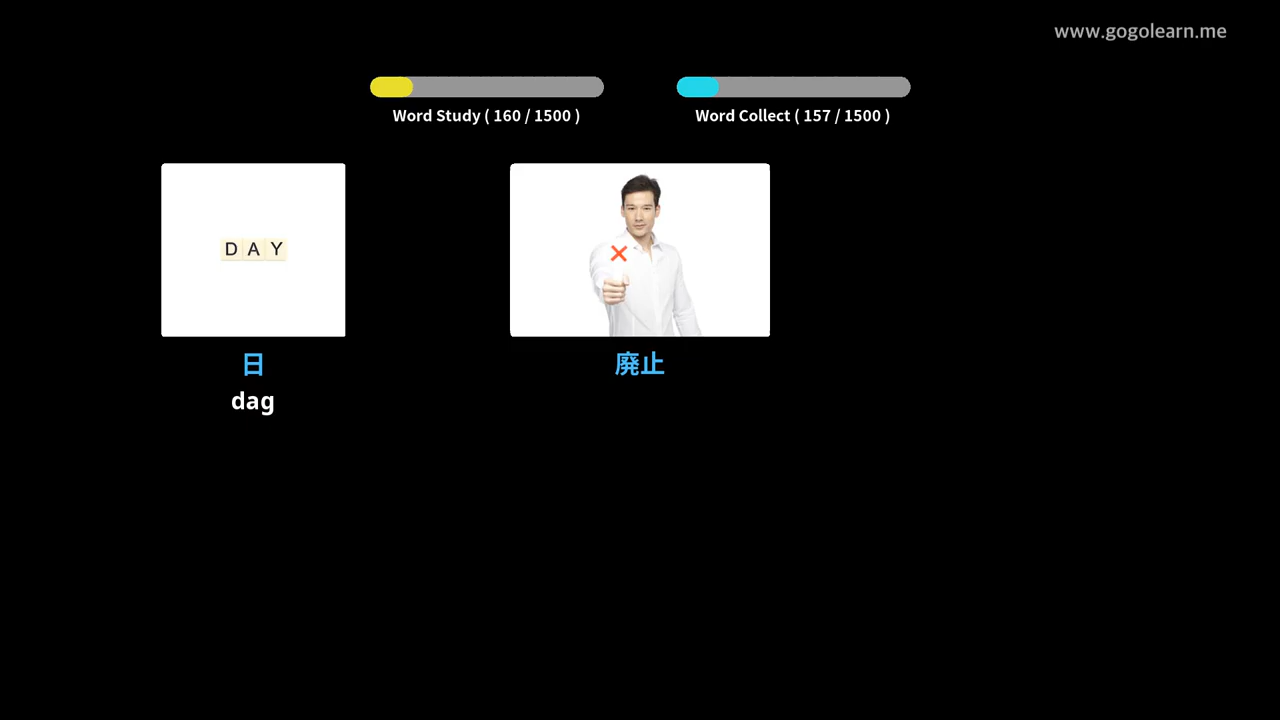 www.gogolearn.me
Word Study ( 160 / 1500 )
Word Collect ( 157 / 1500 )
DAY
日
dag
廃止